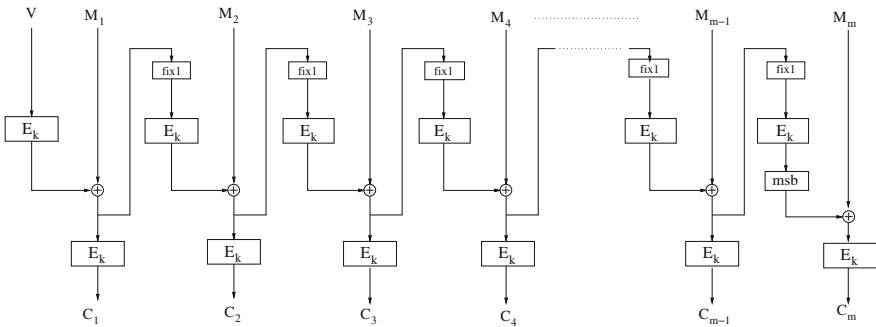 V M₁ M₂ M₃ M₄ Mₘ₋₁ Mₘ
fix1 fix1 fix1 fix1 fix1
Eₖ Eₖ Eₖ Eₖ Eₖ Eₖ
msb
Eₖ Eₖ Eₖ Eₖ Eₖ Eₖ
C₁ C₂ C₃ C₄ Cₘ₋₁ Cₘ